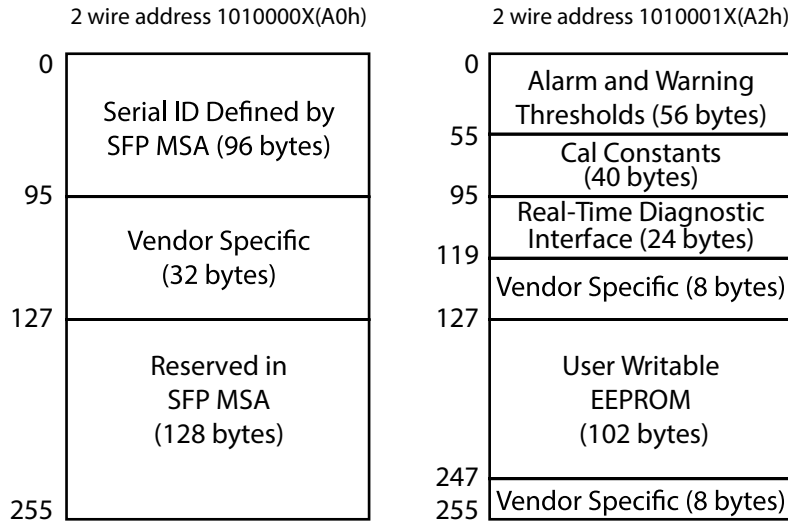 2 wire address 1010000X(A0h)
0
Serial ID Defined by
SFP MSA (96 bytes)
95
Vendor Specific
(32 bytes)
127
Reserved in
SFP MSA
(128 bytes)
255
2 wire address 1010001X(A2h)
0
Alarm and Warning
Thresholds (56 bytes)
55
Cal Constants
(40 bytes)
95
Real-Time Diagnostic
Interface (24 bytes)
119
Vendor Specific (8 bytes)
127
User Writable
EEPROM
(102 bytes)
247
Vendor Specific (8 bytes)
255